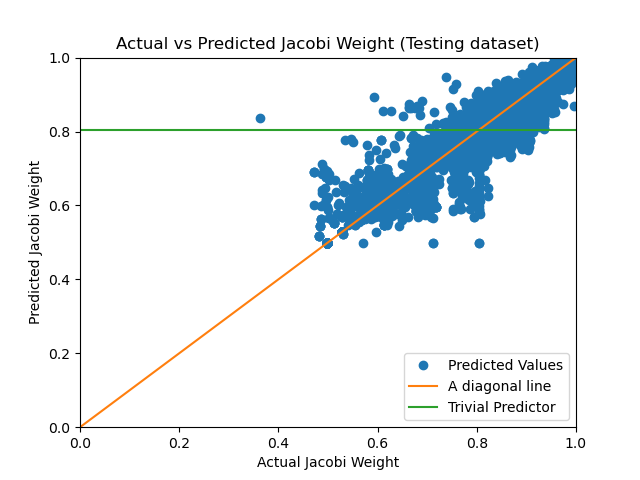 Actual vs Predicted Jacobi Weight (Testing dataset)
1.0
0.8
0.6
0.4
0.2
0.0
Predicted Jacobi Weight
Predicted Values
A diagonal line
Trivial Predictor
0.0 0.2 0.4 0.6 0.8 1.0
Actual Jacobi Weight